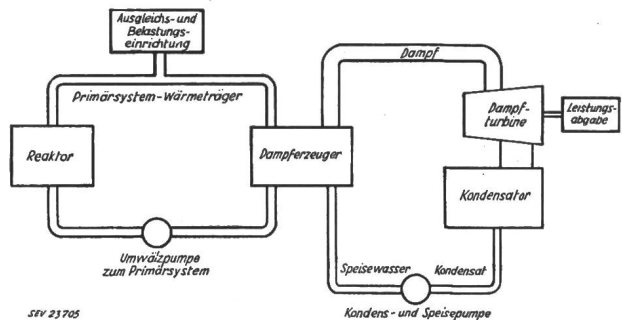 Ausgleichs- und
Belastungs-
einrichtung
Dampf
Primärsystem-Wärmeträger
Dampf-
turbine
Leistungs-
abgabe
Reaktor
Dampferzeuger
Kondensator
Umwälzpumpe
zum Primärsystem
Speisewasser
Kondensat
Kondens- und Speisepumpe
SEV 23705